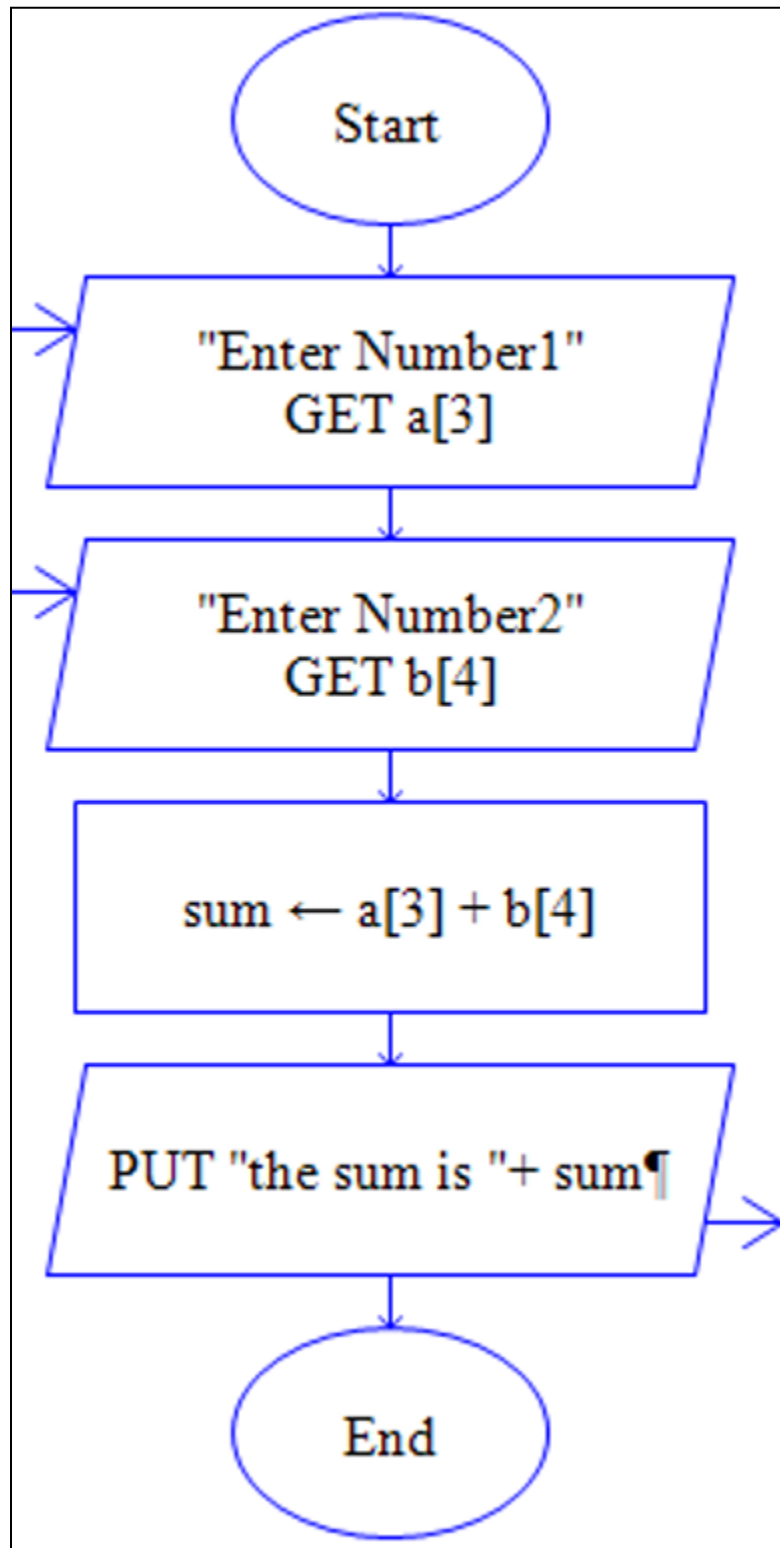 Start
"Enter Number1"
GET a[3]
"Enter Number2"
GET b[4]
sum ← a[3] + b[4]
PUT "the sum is "+ sum¶
End